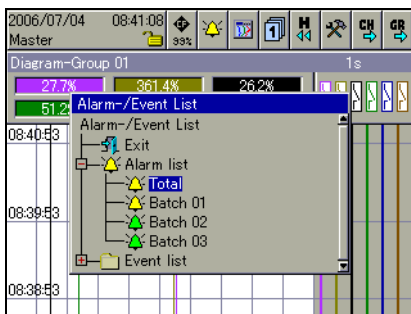 2006/07/04 08:41:08
Master
99%
1
H
CH
GR
Diagram-Group 01 1s
27.7% 361.4% 26.2%
51.2
Alarm-/Event List
Alarm-/Event List
08:40:53
Exit
Alarm list
Total
Batch 01
08:39:53
Batch 02
Batch 03
Event list
08:38:53